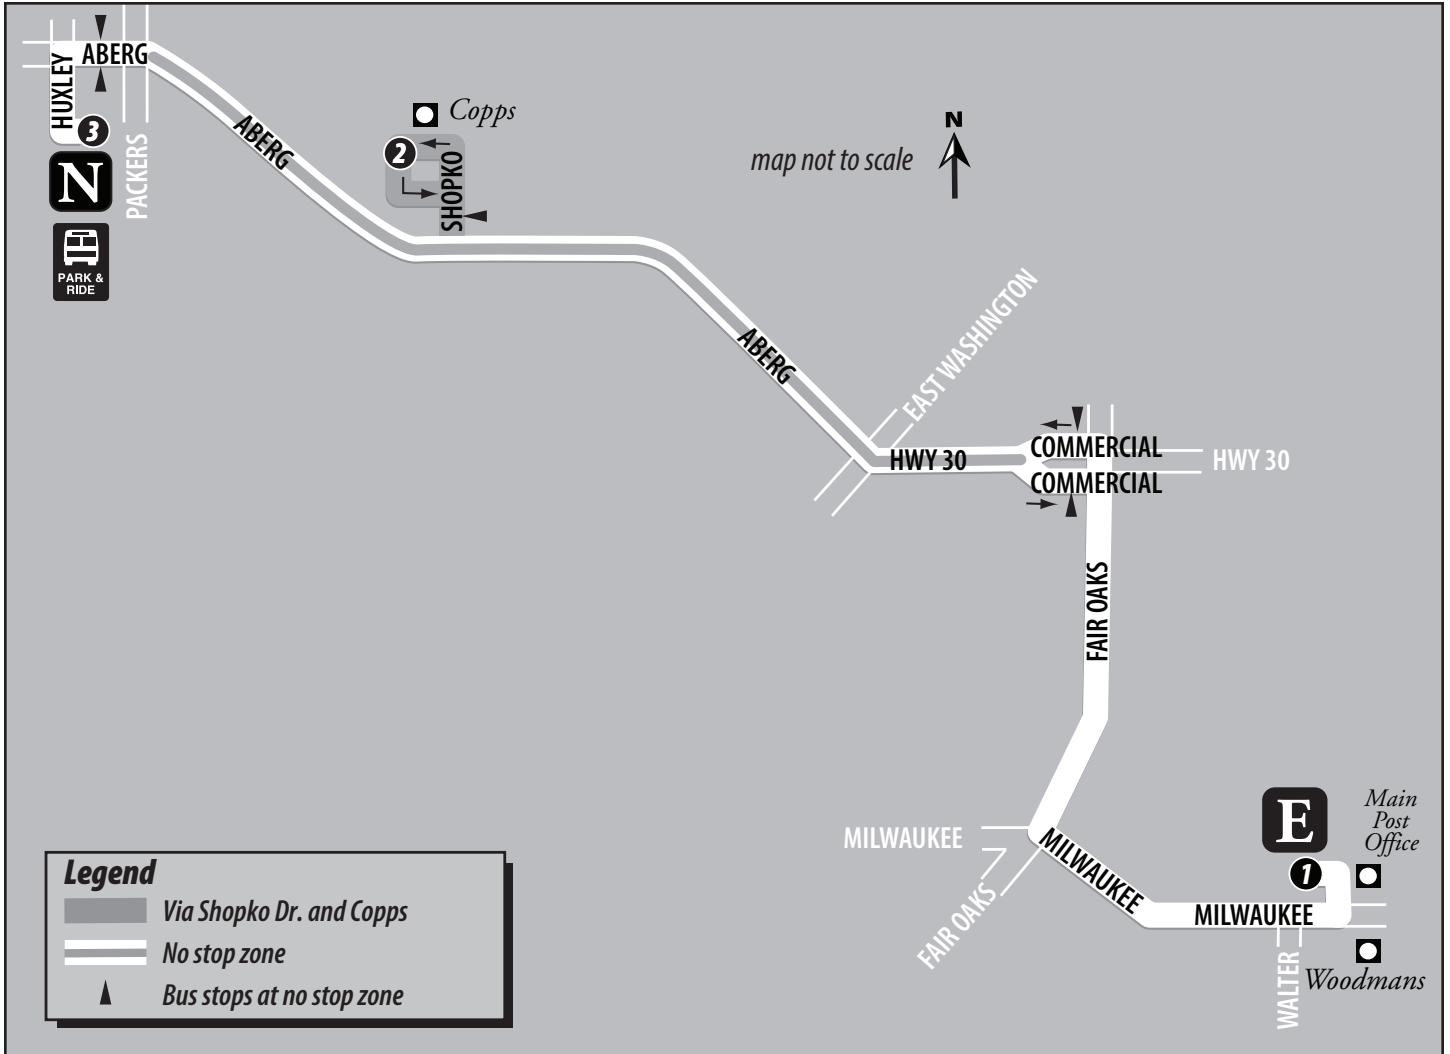 ABERG
HUXLEY
3
N
PACKERS
PARK &
RIDE
ABERG
Copps
2
SHOPKO
map not to scale
N
ABERG
EAST WASHINGTON
HWY 30
COMMERCIAL
COMMERCIAL
HWY 30
FAIR OAKS
MILWAUKEE
FAIR OAKS
MILWAUKEE
MILWAUKEE
E
1
Main
Post
Office
WALTER
Woodmans
Legend
Via Shopko Dr. and Copps
No stop zone
Bus stops at no stop zone